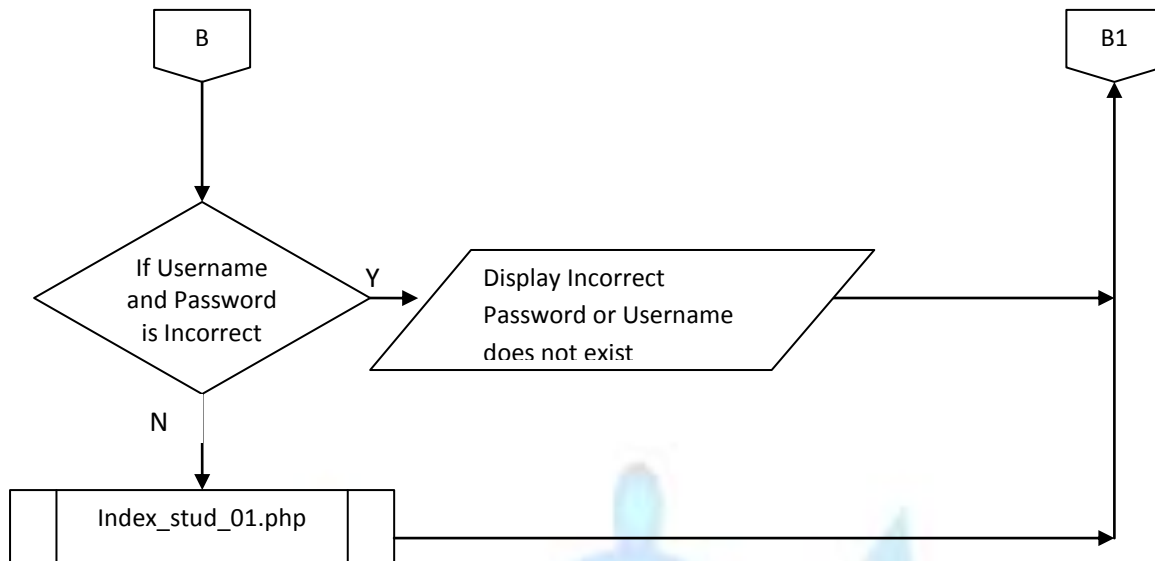 B
B1
If Username
and Password
is Incorrect
Y
Display Incorrect
Password or Username
does not exist
N
Index_stud_01.php